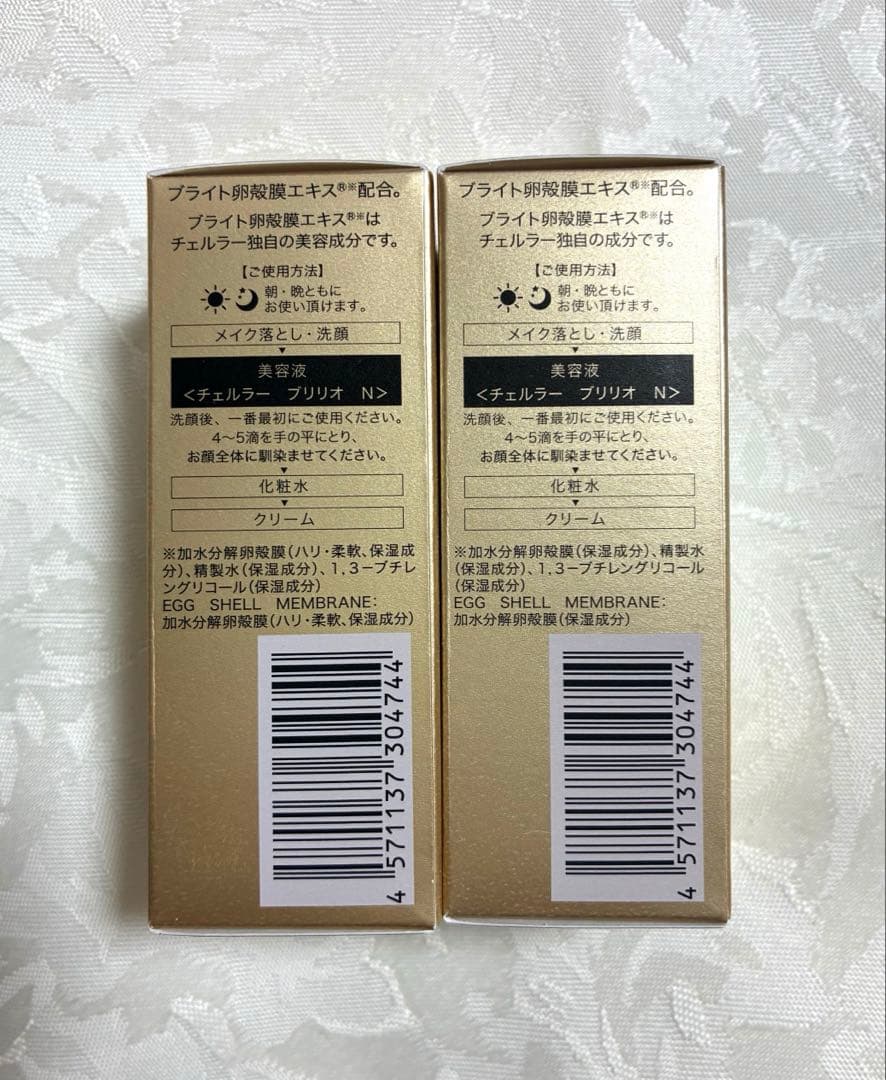 ブライト卵殻膜エキス®※配合。
ブライト卵殻膜エキス®※は
チェルラー独自の美容成分です。
【ご使用方法】
朝・晩ともに
お使い頂けます。
メイク落とし・洗顔
美容液
<チェルラー ブリリオ N>
洗顔後、一番最初にご使用ください。
4〜5滴を手の平にとり、
お顔全体に馴染ませてください。
化粧水
クリーム
※加水分解卵殻膜(ハリ・柔軟、保湿成
分)、精製水(保湿成分)、1,3−ブチレ
ングリコール(保湿成分)
EGG SHELL MEMBRANE:
加水分解卵殻膜(ハリ・柔軟、保湿成分)
4 571137 304744
ブライト卵殻膜エキス®※配合。
ブライト卵殻膜エキス®※は
チェルラー独自の成分です。
【ご使用方法】
朝・晩ともに
お使い頂けます。
メイク落とし・洗顔
美容液
<チェルラー ブリリオ N>
洗顔後、一番最初にご使用ください。
4〜5滴を手の平にとり、
お顔全体に馴染ませてください。
化粧水
クリーム
※加水分解卵殻膜(保湿成分)、精製水
(保湿成分)、1,3−ブチレングリコール
(保湿成分)
EGG SHELL MEMBRANE:
加水分解卵殻膜(保湿成分)
4 571137 304744